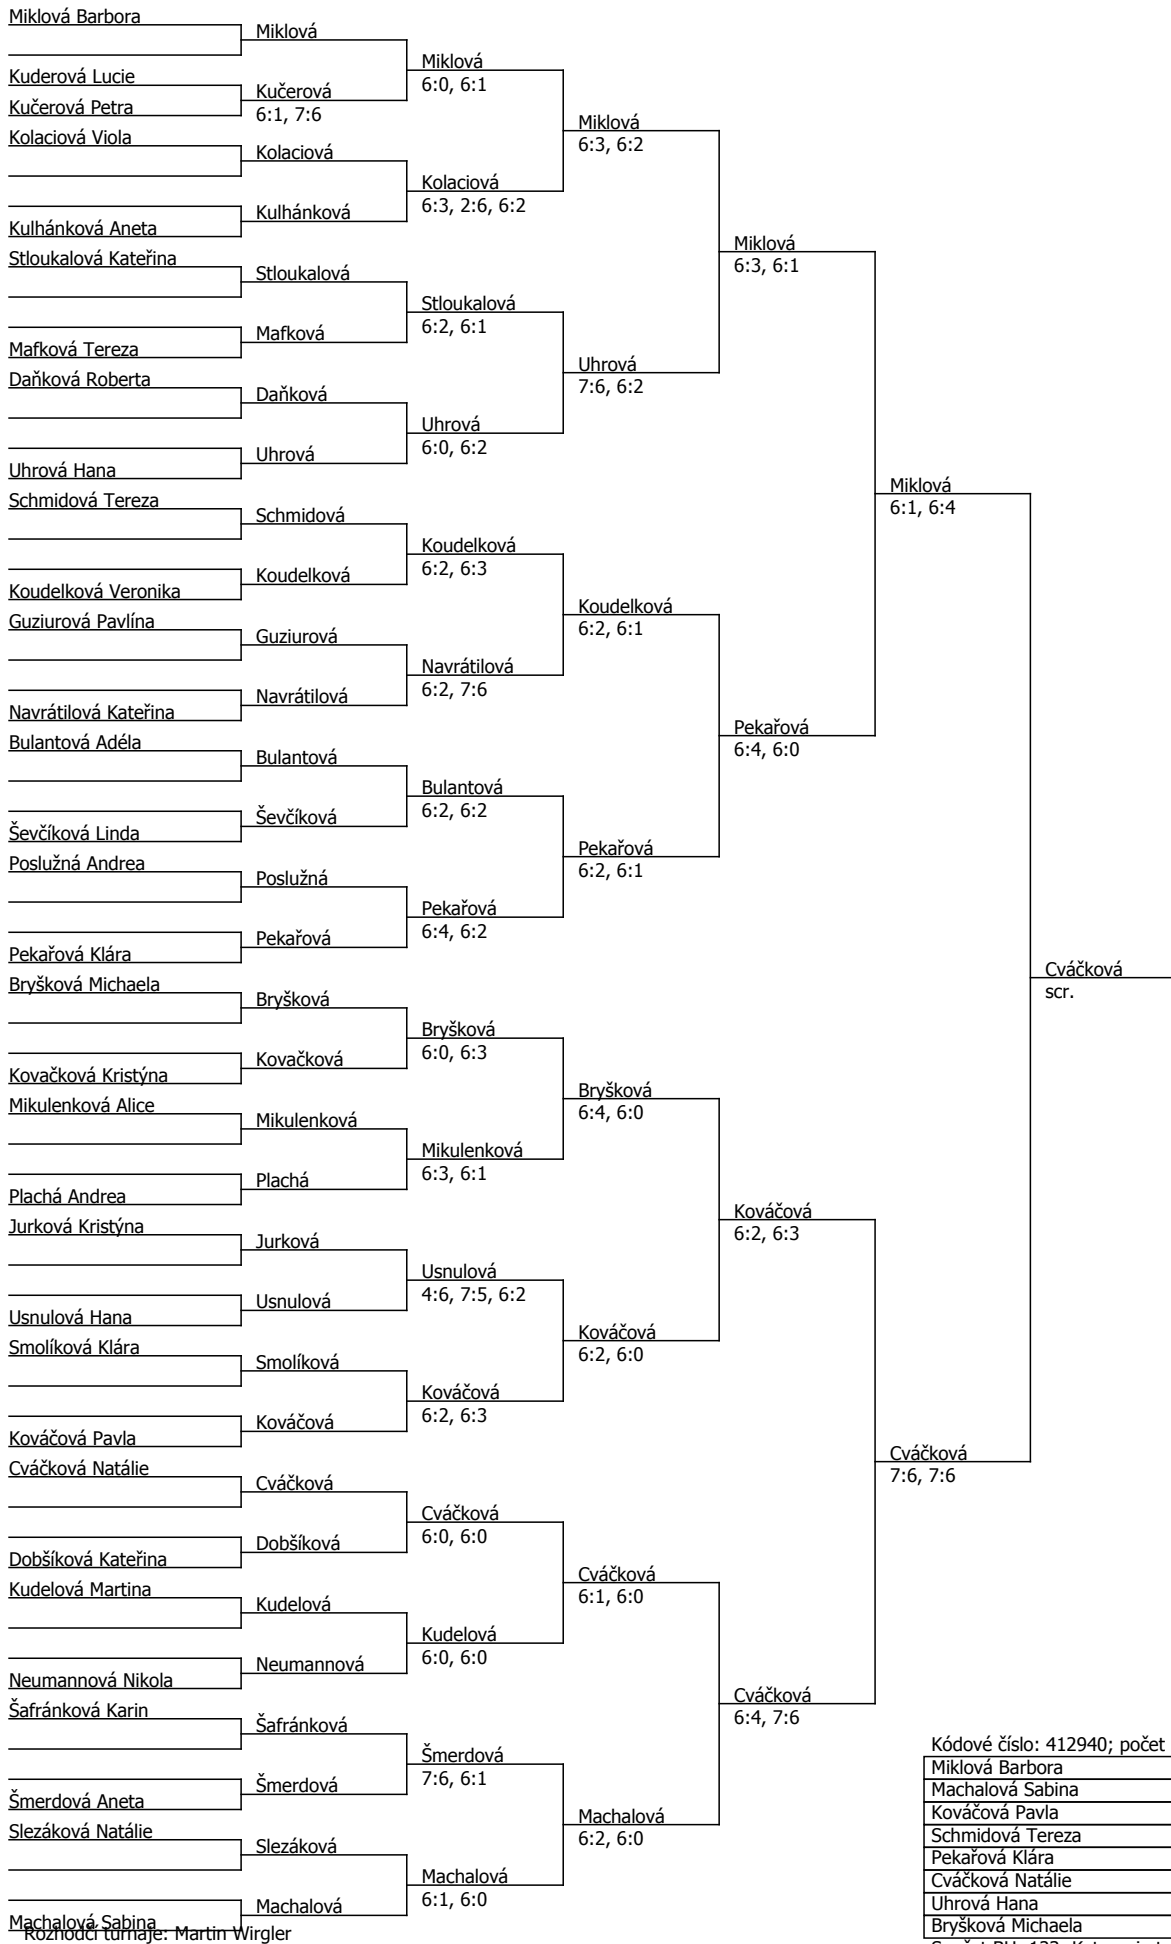 Miklová Barbora
Kuderová Lucie
Kučerová Petra
Kolaciová Viola
Kulhánková Aneta
Stloukalová Kateřina
Mafková Tereza
Daňková Roberta
Uhrová Hana
Schmidová Tereza
Koudelková Veronika
Guziurová Pavlína
Navrátilová Kateřina
Bulantová Adéla
Ševčíková Linda
Poslužná Andrea
Pekařová Klára
Bryšková Michaela
Kovačková Kristýna
Mikulenková Alice
Plachá Andrea
Jurková Kristýna
Usnulová Hana
Smolíková Klára
Kováčová Pavla
Cváčková Natálie
Dobšíková Kateřina
Kudelová Martina
Neumannová Nikola
Šafránková Karin
Šmerdová Aneta
Slezáková Natálie
Machalová Sabina
Rozhodčí turnaje: Martin Wirgler
Miklová
Kučerová
6:1, 7:6
Kolaciová
Kulhánková
Stloukalová
Mafková
Daňková
Uhrová
Schmidová
Koudelková
Guziurová
Navrátilová
Bulantová
Ševčíková
Poslužná
Pekařová
Bryšková
Kovačková
Mikulenková
Plachá
Jurková
Usnulová
Smolíková
Kováčová
Cváčková
Dobšíková
Kudelová
Neumannová
Šafránková
Šmerdová
Slezáková
Machalová
Miklová
6:0, 6:1
Kolaciová
6:3, 2:6, 6:2
Stloukalová
6:2, 6:1
Uhrová
6:0, 6:2
Koudelková
6:2, 6:3
Navrátilová
6:2, 7:6
Bulantová
6:2, 6:2
Pekařová
6:4, 6:2
Bryšková
6:0, 6:3
Mikulenková
6:3, 6:1
Usnulová
4:6, 7:5, 6:2
Kováčová
6:2, 6:3
Cváčková
6:0, 6:0
Kudelová
6:0, 6:0
Šmerdová
7:6, 6:1
Machalová
6:1, 6:0
Miklová
6:3, 6:2
Uhrová
7:6, 6:2
Koudelková
6:2, 6:1
Pekařová
6:2, 6:1
Bryšková
6:4, 6:0
Kováčová
6:2, 6:0
Cváčková
6:1, 6:0
Machalová
6:2, 6:0
Miklová
6:3, 6:1
Pekařová
6:4, 6:0
Kováčová
6:2, 6:3
Cváčková
6:4, 7:6
Miklová
6:1, 6:4
Cváčková
7:6, 7:6
Cváčková
scr.
Kódové číslo: 412940; počet
Miklová Barbora
Machalová Sabina
Kováčová Pavla
Schmidová Tereza
Pekařová Klára
Cváčková Natálie
Uhrová Hana
Bryšková Michaela